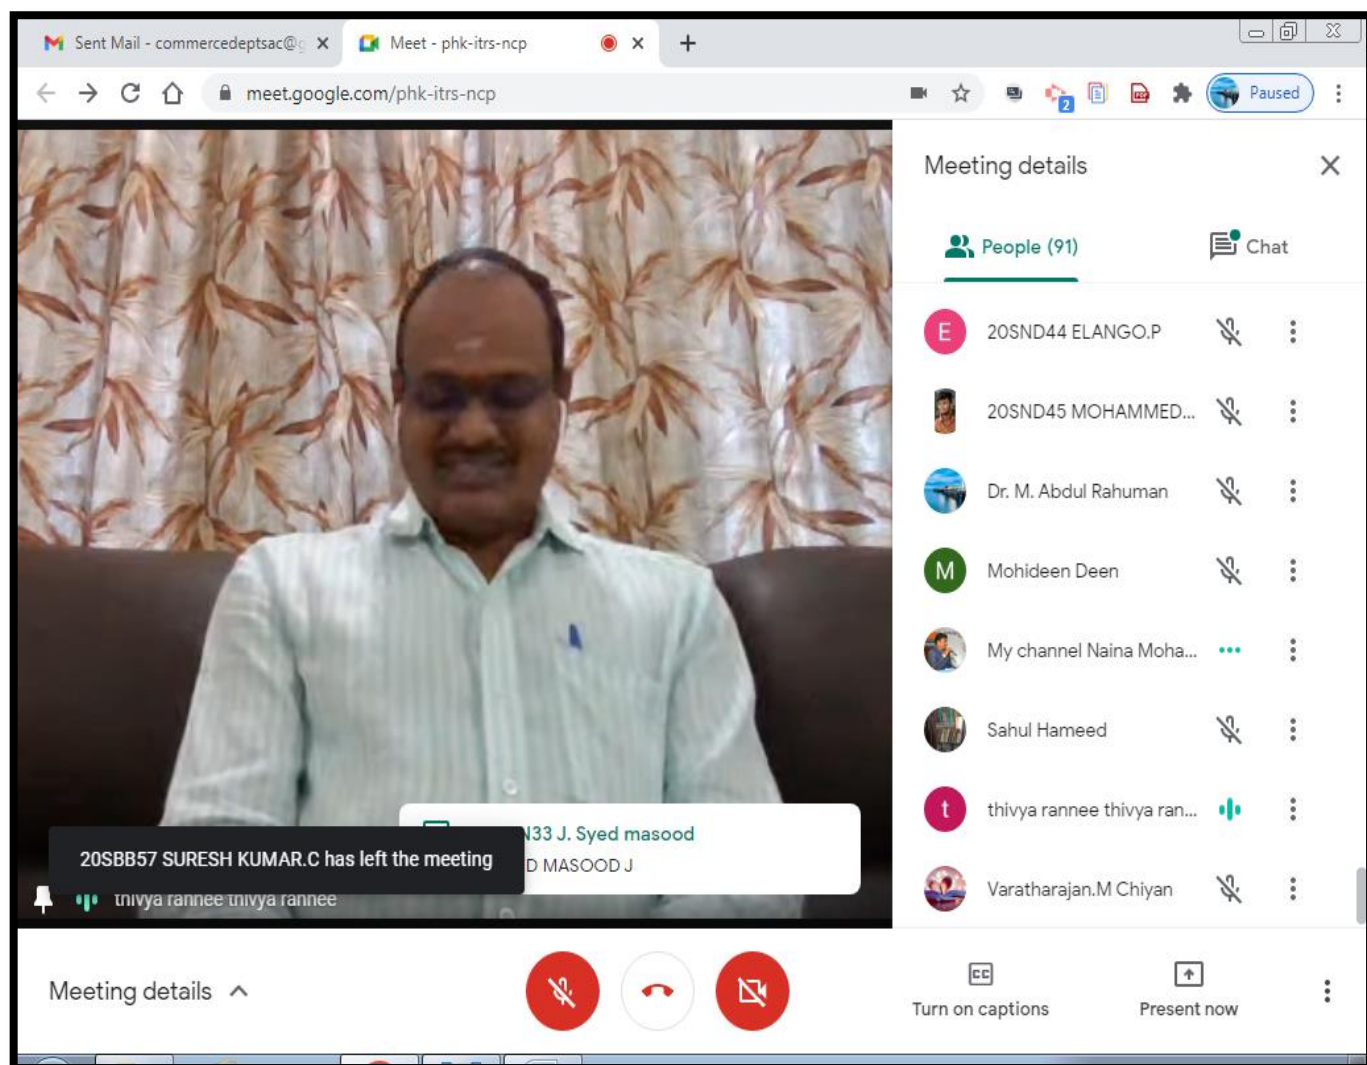 Sent Mail - commercedeptsac@g
Meet - phk-itrs-ncp
meet.google.com/phk-itrs-ncp
2
Paused
Meeting details
People (91)
Chat
E
20SND44 ELANGO.P
20SND45 MOHAMMED...
Dr. M. Abdul Rahuman
M
Mohideen Deen
My channel Naina Moha...
Sahul Hameed
t
thivya rannee thivya ran...
Varatharajan.M Chiyan
N33 J. Syed masood
D MASOOD J
20SBB57 SURESH KUMAR.C has left the meeting
thivya rannee thivya rannee
Meeting details
CC
Turn on captions
Present now